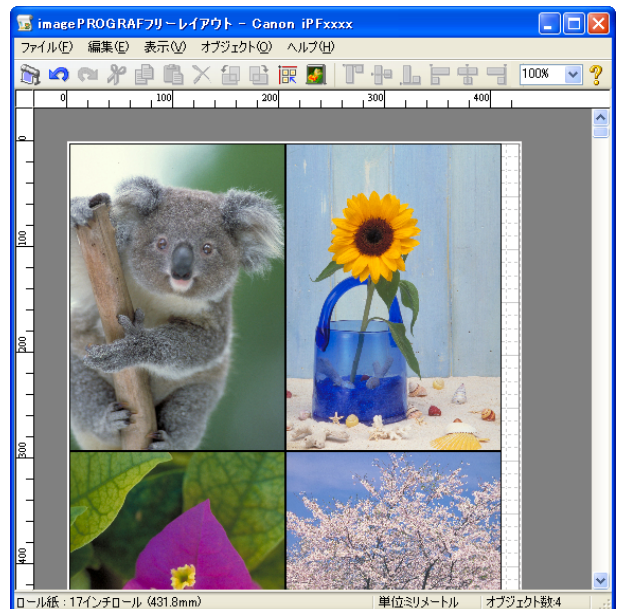 imagePROGRAFフリーレイアウト - Canon iPFxxxx
ファイル(F) 編集(E) 表示(V) オブジェクト(O) ヘルプ(H)
100%
0 100 200 300 400
0
100
200
300
400
ロール紙 : 17インチロール (431.8mm) 単位:ミリメートル オブジェクト数:4